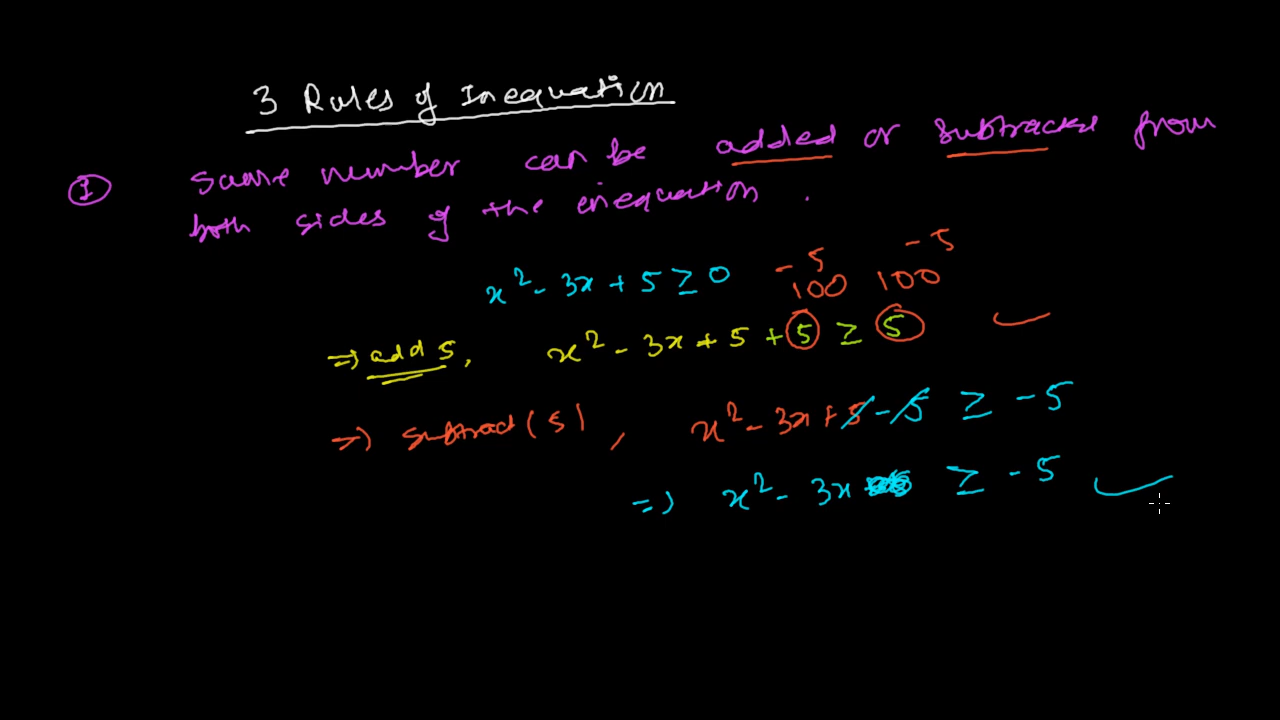 3 Rules of Inequation
① Same number can be added or subtracted from
both sides of the inequation .
x² - 3x + 5 ≥ 0
- 5 - 5
100 100
⇒ add 5, x² - 3x + 5 + 5 ≥ 5
⇒ subtract (5), x² - 3x + 5 - 5 ≥ -5
⇒ x² - 3x ≥ -5